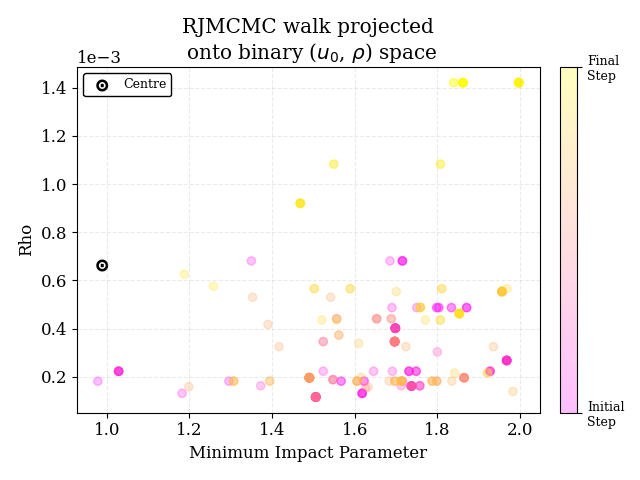 RJMCMC walk projected
onto binary (u₀, ρ) space
1e−3
Centre
Final
Step
1.4
1.2
1.0
0.8
0.6
0.4
0.2
Rho
Initial
Step
1.0 1.2 1.4 1.6 1.8 2.0
Minimum Impact Parameter